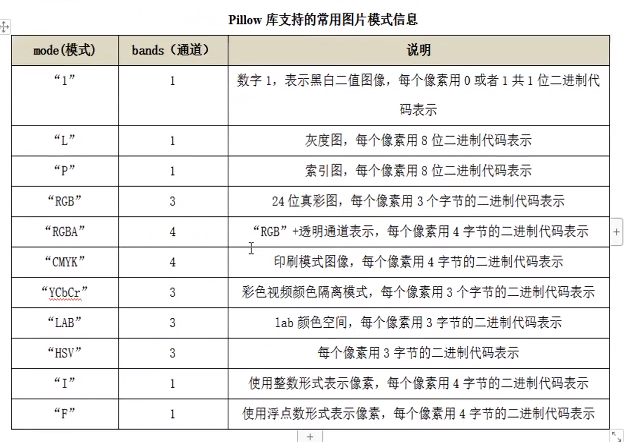 Pillow 库支持的常用图片模式信息
mode(模式) bands（通道） 说明
“1” 1 数字 1，表示黑白二值图像，每个像素用 0 或者 1 共 1 位二进制代
码表示
“L” 1 灰度图，每个像素用 8 位二进制代码表示
“P” 1 索引图，每个像素用 8 位二进制代码表示
“RGB” 3 24 位真彩图，每个像素用 3 个字节的二进制代码表示
“RGBA” 4 “RGB”+透明通道表示，每个像素用 4 字节的二进制代码表示
“CMYK” 4 印刷模式图像，每个像素用 4 字节的二进制代码表示
“YCbCr” 3 彩色视频颜色隔离模式，每个像素用 3 个字节的二进制代码表示
“LAB” 3 lab 颜色空间，每个像素用 3 字节的二进制代码表示
“HSV” 3 每个像素用 3 字节的二进制代码表示
“I” 1 使用整数形式表示像素，每个像素用 4 字节的二进制代码表示
“F” 1 使用浮点数形式表示像素，每个像素用 4 字节的二进制代码表示